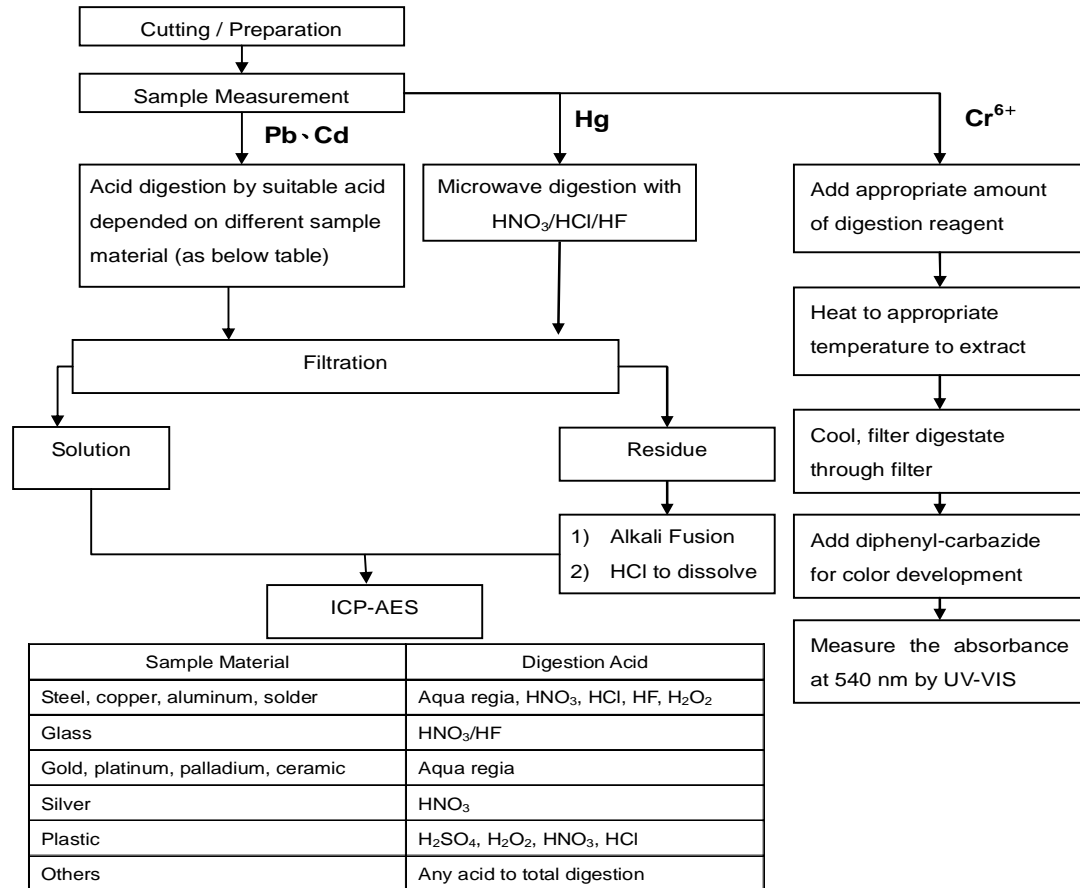 Cutting / Preparation
Sample Measurement
Pb、Cd
Hg
Cr⁶⁺
Acid digestion by suitable acid
depended on different sample
material (as below table)
Microwave digestion with
HNO₃/HCl/HF
Add appropriate amount
of digestion reagent
Heat to appropriate
temperature to extract
Filtration
Cool, filter digestate
through filter
Solution
Residue
1) Alkali Fusion
2) HCl to dissolve
Add diphenyl-carbazide
for color development
ICP-AES
Measure the absorbance
at 540 nm by UV-VIS
Sample Material Digestion Acid
Steel, copper, aluminum, solder Aqua regia, HNO₃, HCl, HF, H₂O₂
Glass HNO₃/HF
Gold, platinum, palladium, ceramic Aqua regia
Silver HNO₃
Plastic H₂SO₄, H₂O₂, HNO₃, HCl
Others Any acid to total digestion